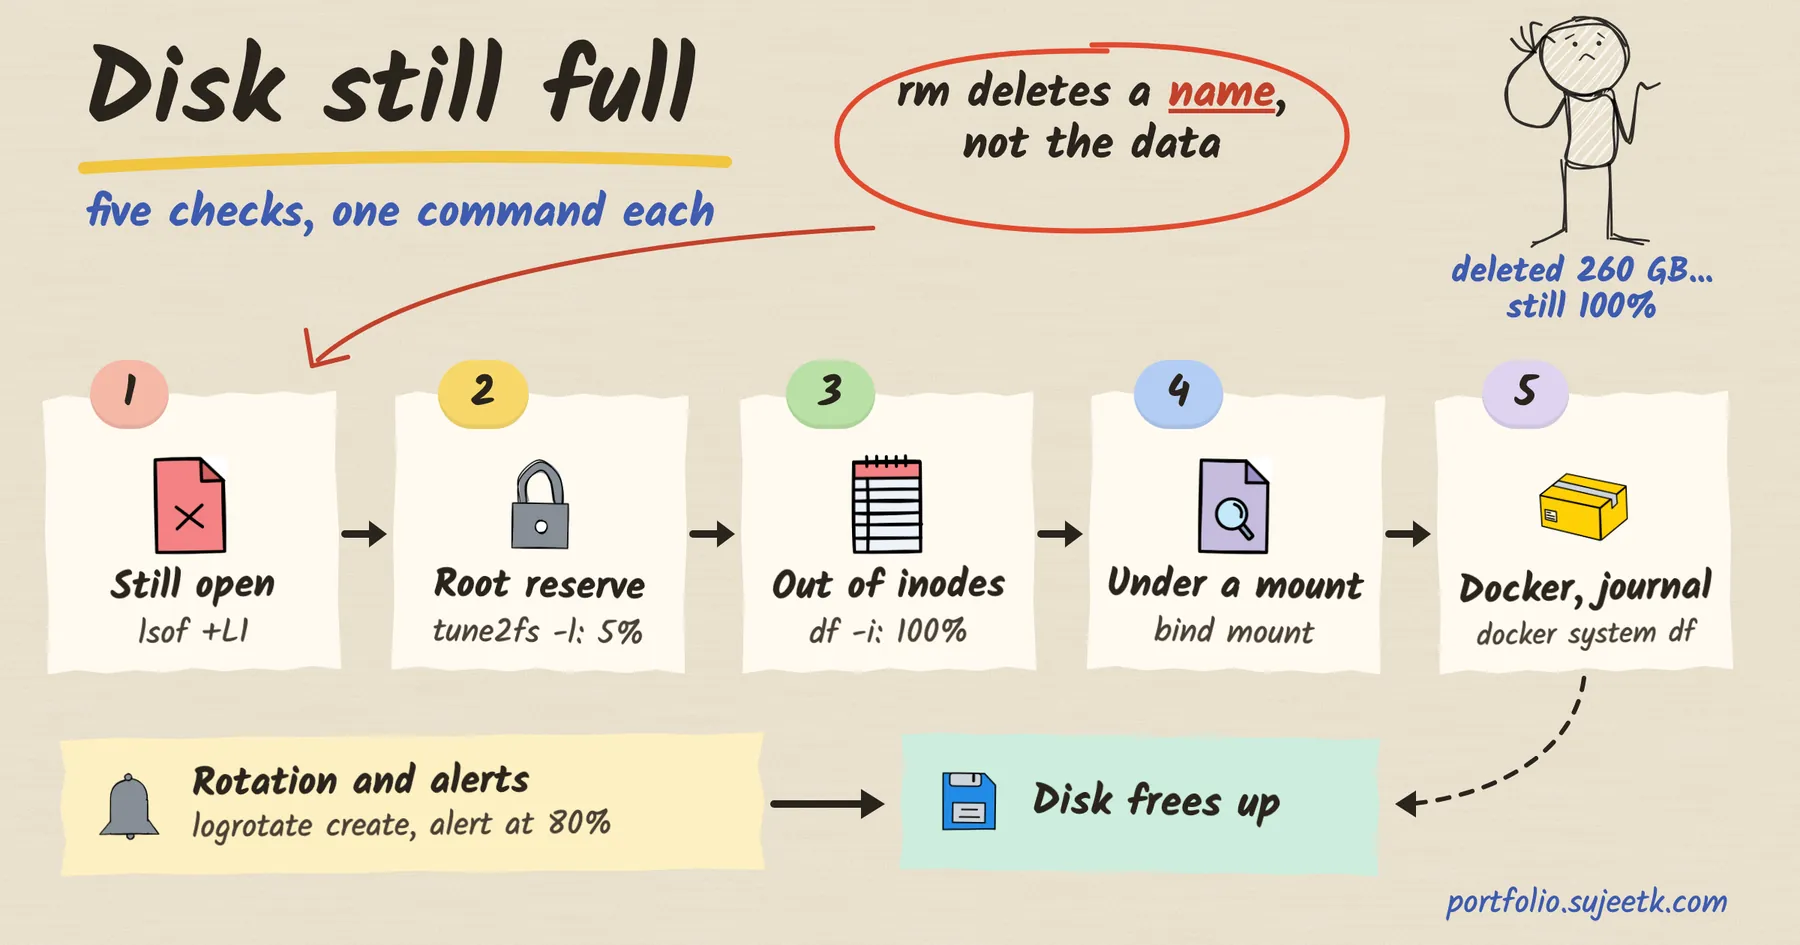 Disk still full
five checks, one command each
rm deletes a name,
not the data
deleted 260 GB...
still 100%
1
Still open
lsof +L1
2
Root reserve
tune2fs -l: 5%
3
Out of inodes
df -i: 100%
4
Under a mount
bind mount
5
Docker, journal
docker system df
Rotation and alerts
logrotate create, alert at 80%
Disk frees up
portfolio.sujeetk.com